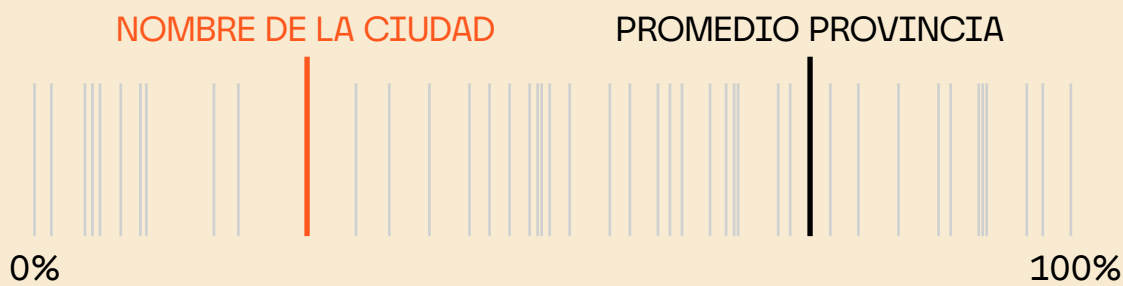 NOMBRE DE LA CIUDAD
PROMEDIO PROVINCIA
0%
100%